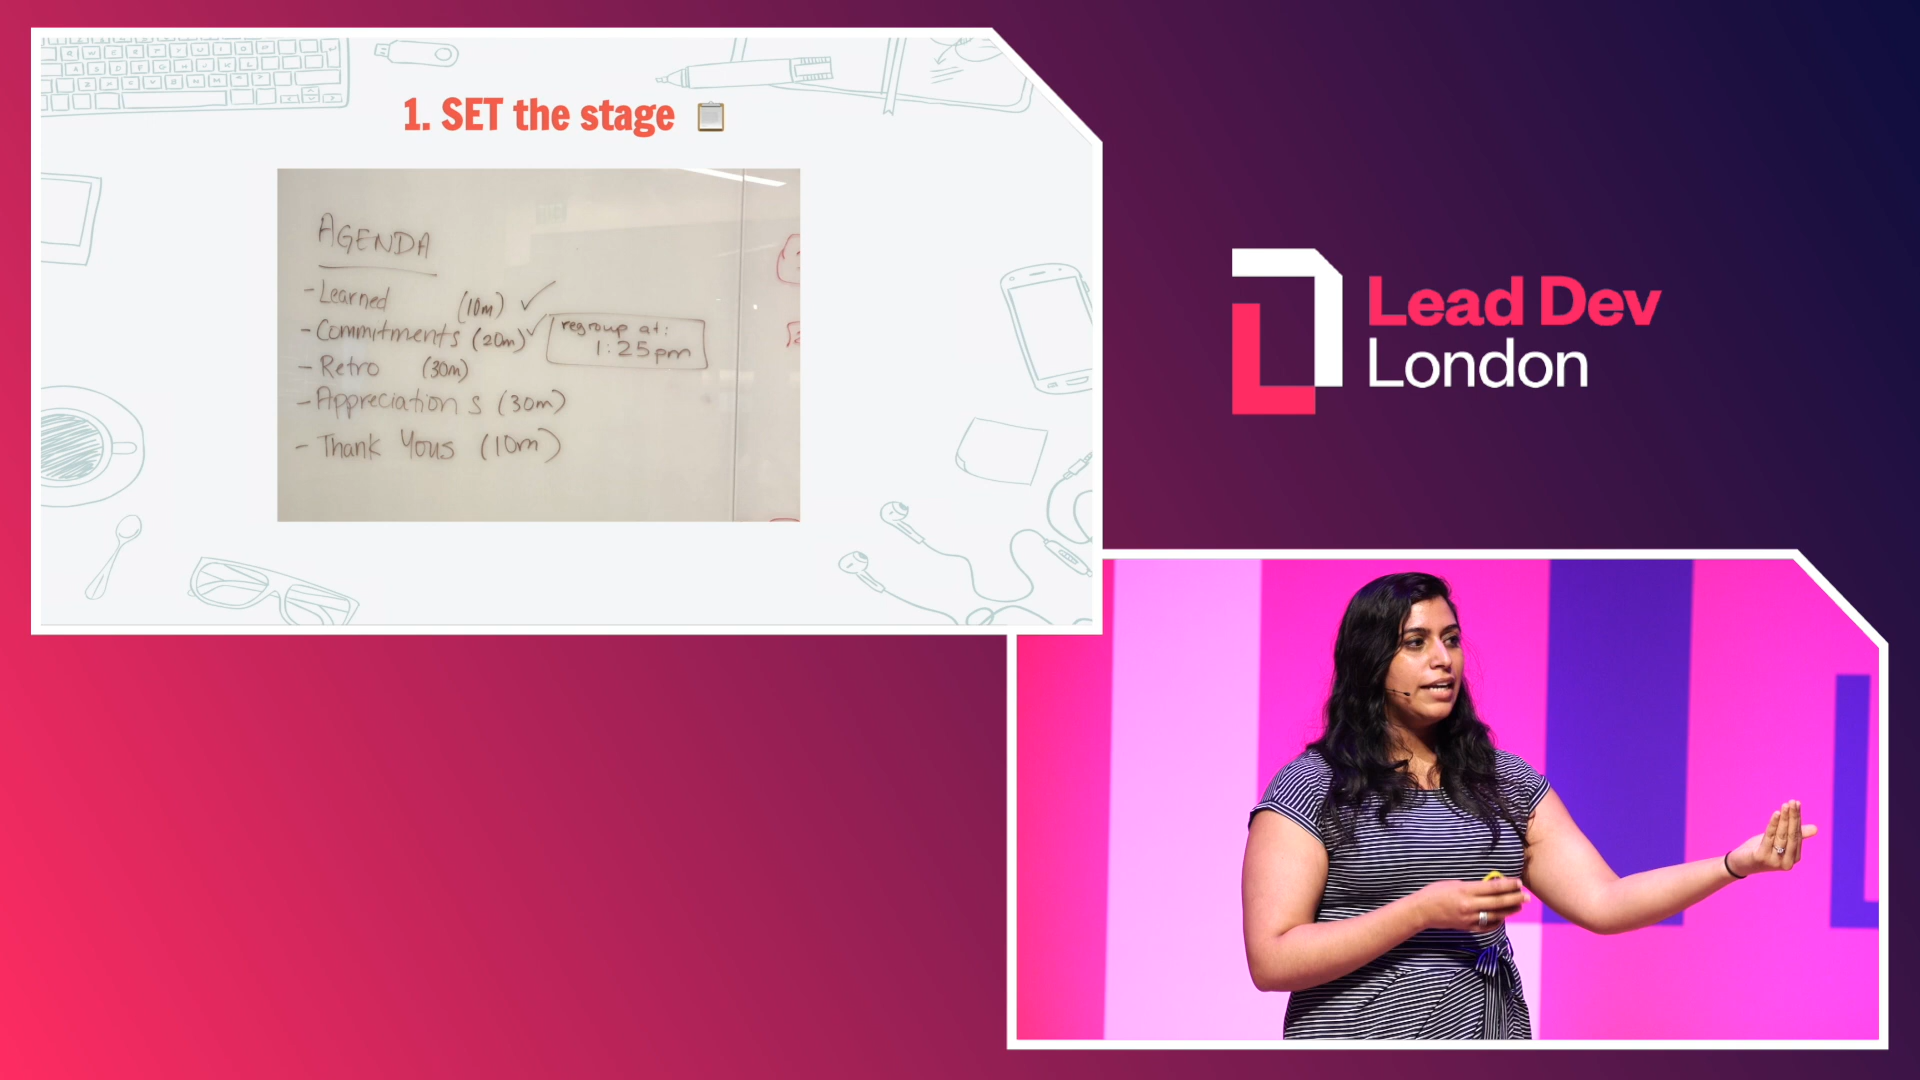 1. SET the stage
AGENDA
- Learned (10m) ✓
- Commitments (20m) ✓
regroup at:
1:25pm
- Retro (30m)
- Appreciations (30m)
- Thank Yous (10m)
Lead Dev
London